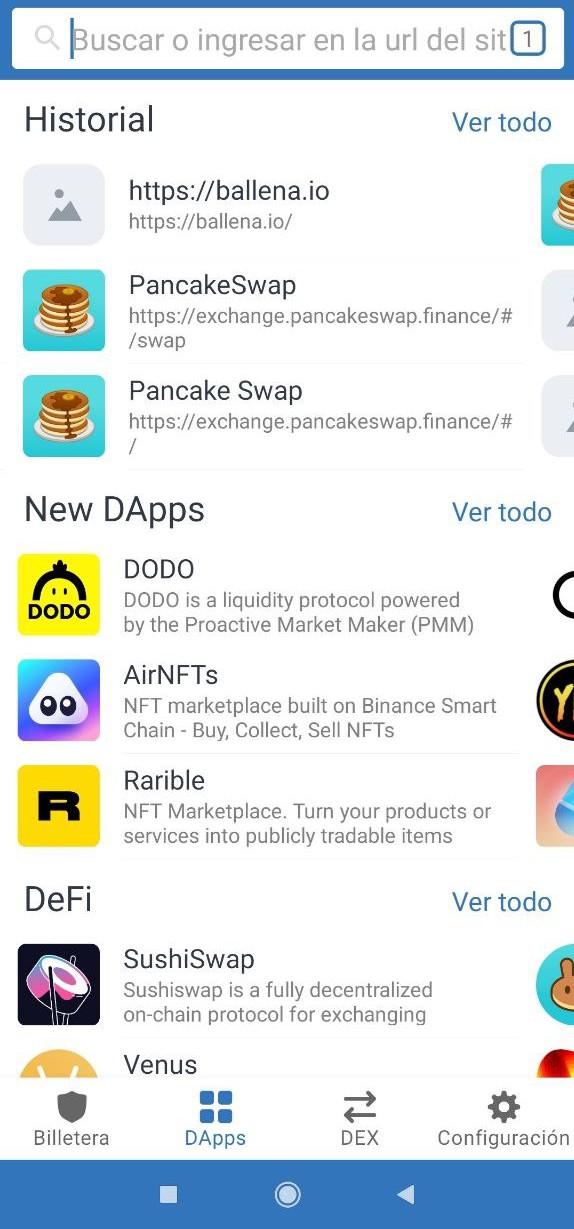 Buscar o ingresar en la url del sit
1
Historial
Ver todo
https://ballena.io
https://ballena.io/
PancakeSwap
https://exchange.pancakeswap.finance/#
/swap
Pancake Swap
https://exchange.pancakeswap.finance/#
/
New DApps
Ver todo
DODO
DODO
DODO is a liquidity protocol powered
by the Proactive Market Maker (PMM)
AirNFTs
NFT marketplace built on Binance Smart
Chain - Buy, Collect, Sell NFTs
R
Rarible
NFT Marketplace. Turn your products or
services into publicly tradable items
DeFi
Ver todo
SushiSwap
Sushiswap is a fully decentralized
on-chain protocol for exchanging
Venus
Billetera
DApps
DEX
Configuración